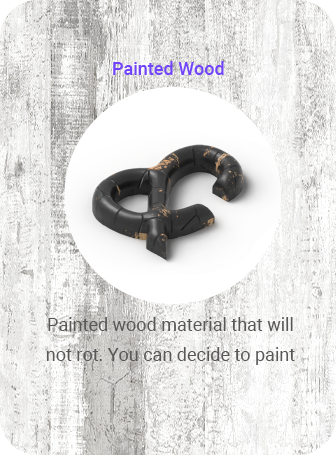 Painted Wood
Painted wood material that will
not rot. You can decide to paint